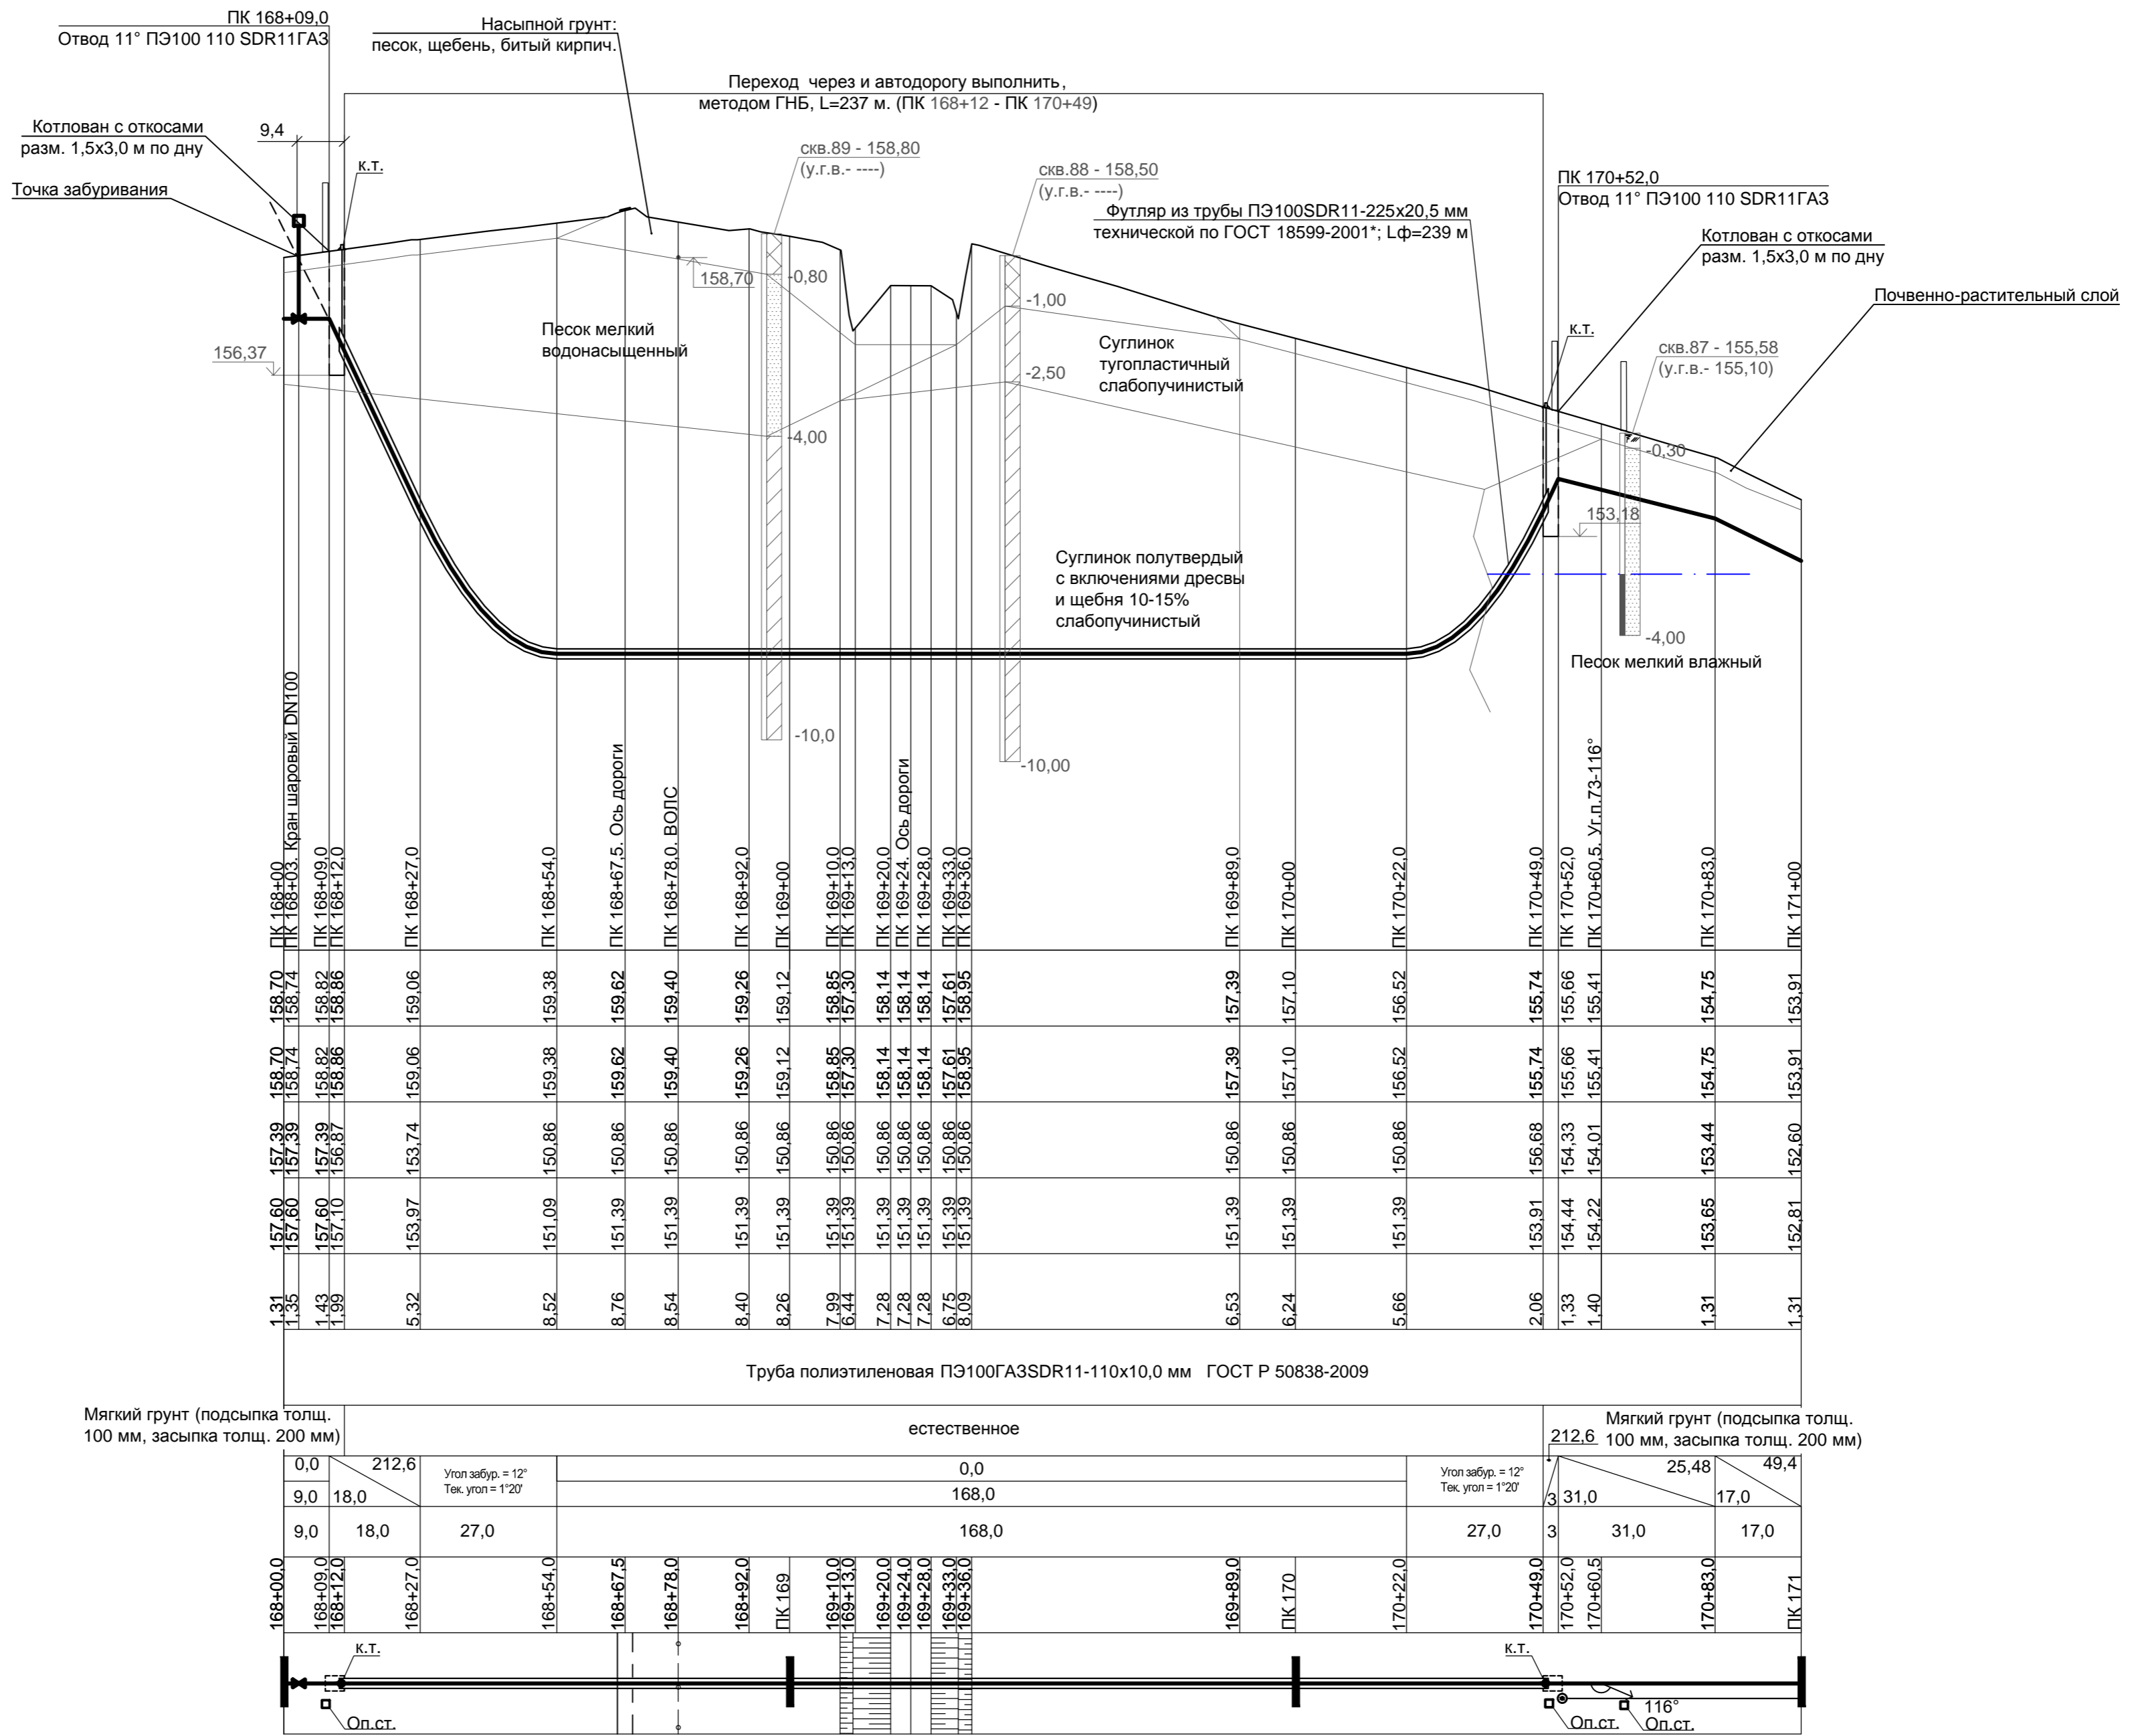 ПК 168+09,0
Отвод 11° ПЭ100 110 SDR11ГАЗ
Насыпной грунт:
песок, щебень, битый кирпич.
Переход  через и автодорогу выполнить,
методом ГНБ, L=237 м. (ПК 168+12 - ПК 170+49)
Котлован с откосами
разм. 1,5х3,0 м по дну
9,4
к.т.
Точка забуривания
скв.89 - 158,80
(у.г.в.- ----)
скв.88 - 158,50
(у.г.в.- ----)
ПК 170+52,0
Отвод 11° ПЭ100 110 SDR11ГАЗ
Футляр из трубы ПЭ100SDR11-225х20,5 мм
технической по ГОСТ 18599-2001*; Lф=239 м
Котлован с откосами
разм. 1,5х3,0 м по дну
Почвенно-растительный слой
158,70
-0,80
-1,00
Песок мелкий
водонасыщенный
Суглинок
тугопластичный
слабопучинистый
к.т.
скв.87 - 155,58
(у.г.в.- 155,10)
156,37
-2,50
-4,00
-0,30
153,18
Суглинок полутвердый
с включениями дресвы
и щебня 10-15%
слабопучинистый
-4,00
Песок мелкий влажный
-10,0
-10,00
ПК 168+00
ПК 168+03. Кран шаровый DN100
ПК 168+09,0
ПК 168+12,0
ПК 168+27,0
ПК 168+54,0
ПК 168+67,5. Ось дороги
ПК 168+78,0. ВОЛС
ПК 168+92,0
ПК 169+00
ПК 169+10,0
ПК 169+13,0
ПК 169+20,0
ПК 169+24. Ось дороги
ПК 169+28,0
ПК 169+33,0
ПК 169+36,0
ПК 169+89,0
ПК 170+00
ПК 170+22,0
ПК 170+49,0
ПК 170+52,0
ПК 170+60,5. Уг.п.73-116°
ПК 170+83,0
ПК 171+00
158,70 158,74 158,82 158,86 159,06 159,38 159,62 159,40 159,26 159,12 158,85 157,30 158,14 158,14 158,14 157,61 158,95 157,39 157,10 156,52 155,74 155,66 155,41 154,75 153,91
158,70 158,74 158,82 158,86 159,06 159,38 159,62 159,40 159,26 159,12 158,85 157,30 158,14 158,14 158,14 157,61 158,95 157,39 157,10 156,52 155,74 155,66 155,41 154,75 153,91
157,39 157,39 157,39 156,87 153,74 150,86 150,86 150,86 150,86 150,86 150,86 150,86 150,86 150,86 150,86 150,86 150,86 150,86 150,86 150,86 156,68 154,33 154,01 153,44 152,60
157,60 157,60 157,60 157,10 153,97 151,09 151,39 151,39 151,39 151,39 151,39 151,39 151,39 151,39 151,39 151,39 151,39 151,39 151,39 151,39 153,91 154,44 154,22 153,65 152,81
1,31 1,35 1,43 1,99 5,32 8,52 8,76 8,54 8,40 8,26 7,99 6,44 7,28 7,28 7,28 6,75 8,09 6,53 6,24 5,66 2,06 1,33 1,40 1,31 1,31
Труба полиэтиленовая ПЭ100ГАЗSDR11-110х10,0 мм   ГОСТ Р 50838-2009
Мягкий грунт (подсыпка толщ.
100 мм, засыпка толщ. 200 мм)
естественное
Мягкий грунт (подсыпка толщ.
100 мм, засыпка толщ. 200 мм)
212,6
0,0 212,6
Угол забур. = 12°
Тек. угол = 1°20'
0,0
Угол забур. = 12°
Тек. угол = 1°20'
25,48 49,4
9,0 18,0 168,0 3 31,0 17,0
9,0 18,0 27,0 168,0 27,0 3 31,0 17,0
168+00,0 168+09,0 168+12,0 168+27,0 168+54,0 168+67,5 168+78,0 168+92,0 ПК 169 169+10,0 169+13,0 169+20,0 169+24,0 169+28,0 169+33,0 169+36,0 169+89,0 ПК 170 170+22,0 170+49,0 170+52,0 170+60,5 170+83,0 ПК 171
к.т.
к.т.
116°
Оп.ст.
Оп.ст.
Оп.ст.